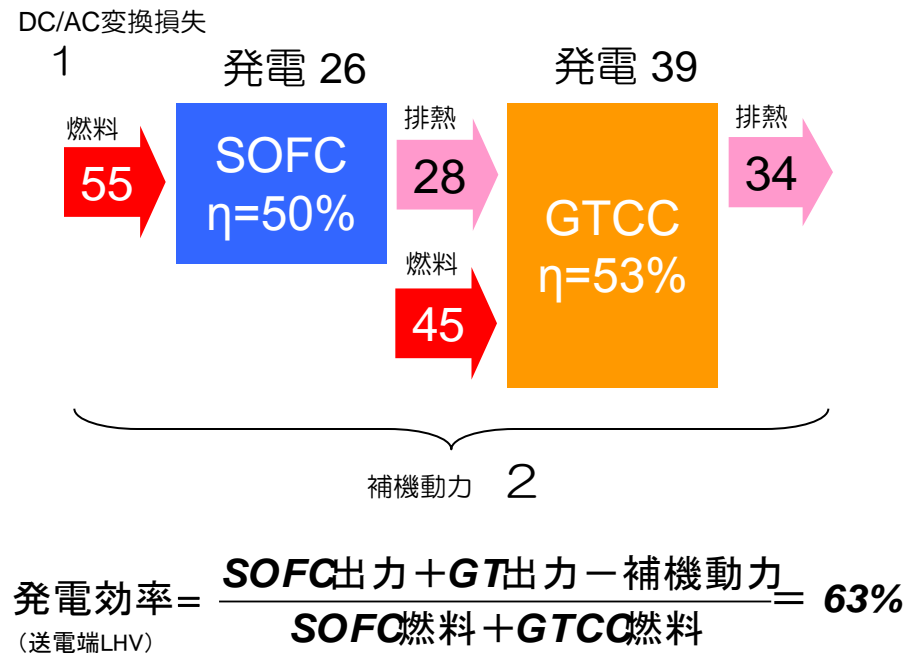 DC/AC変換損失
1
発電 26
発電 39
燃料
55
SOFC
η=50%
排熱
28
燃料
45
GTCC
η=53%
排熱
34
補機動力 2
発電効率= SOFC出力+GT出力-補機動力 = 63%
SOFC燃料+GTCC燃料
(送電端LHV)